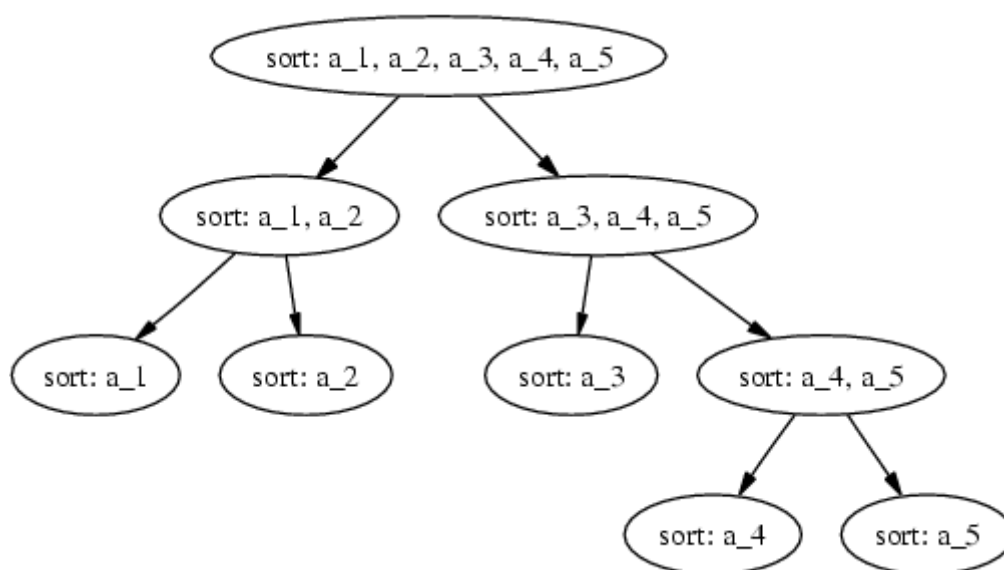 sort: a_1, a_2, a_3, a_4, a_5
sort: a_1, a_2
sort: a_3, a_4, a_5
sort: a_1
sort: a_2
sort: a_3
sort: a_4, a_5
sort: a_4
sort: a_5